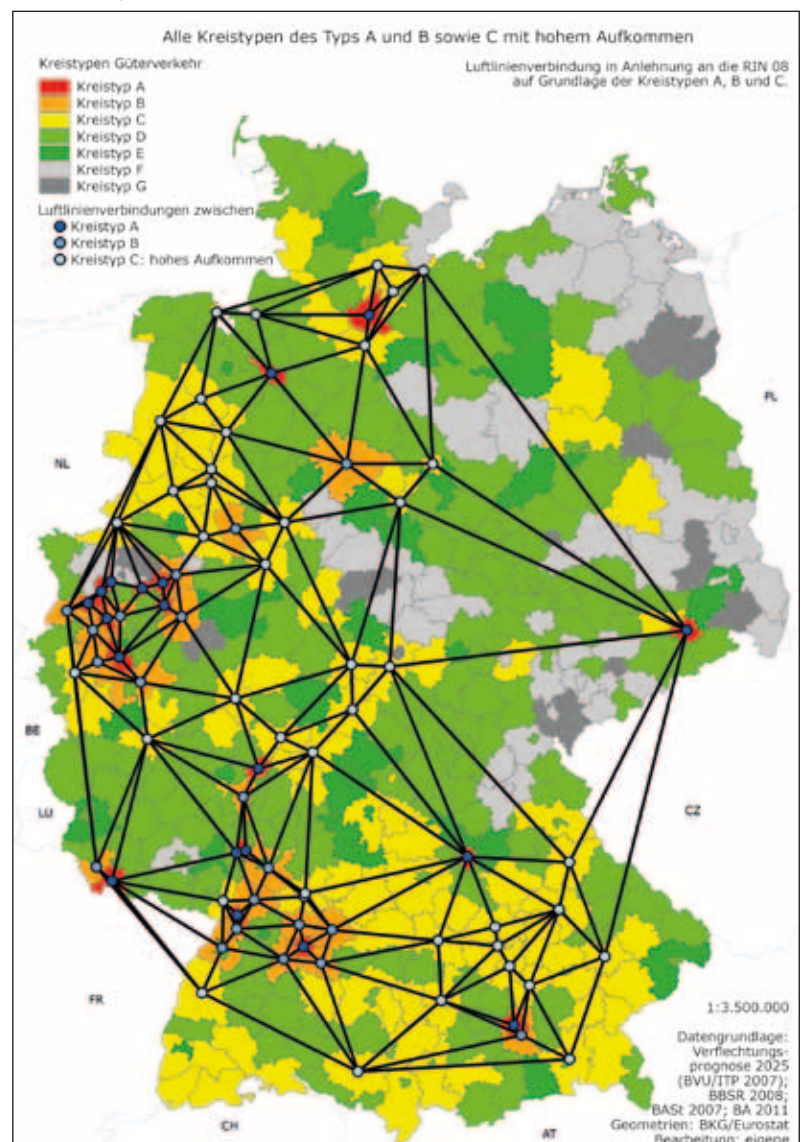 Alle Kreistypen des Typs A und B sowie C mit hohem Aufkommen
Kreistypen Güterverkehr
Kreistyp A
Kreistyp B
Kreistyp C
Kreistyp D
Kreistyp E
Kreistyp F
Kreistyp G
Luftlinienverbindungen zwischen
Kreistyp A
Kreistyp B
Kreistyp C: hohes Aufkommen
Luftlinienverbindung in Anlehnung an die RIN 08
auf Grundlage der Kreistypen A, B und C.
PL
NL
BE
LU
CZ
FR
CH
AT
1:3.500.000
Datengrundlage:
Verflechtungs-
prognose 2025
(BVU/ITP 2007);
BBSR 2008;
BASt 2007; BA 2011
Geometrien: BKG/Eurostat
Bearbeitung: eigene